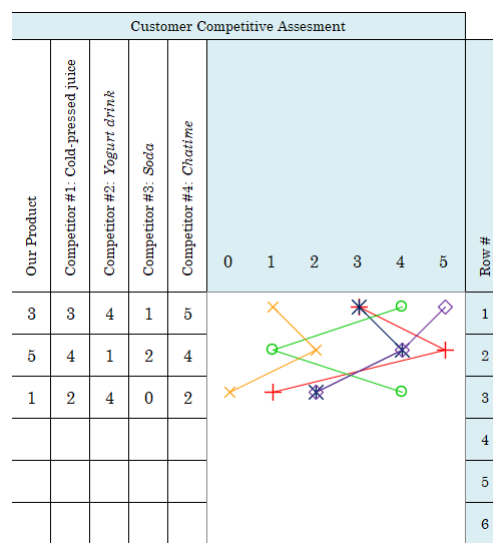 Customer Competitive Assesment
Our Product
Competitor #1: Cold-pressed juice
Competitor #2: Yogurt drink
Competitor #3: Soda
Competitor #4: Chatime
0 1 2 3 4 5
Row #
3 3 4 1 5 1
5 4 1 2 4 2
1 2 4 0 2 3
4
5
6